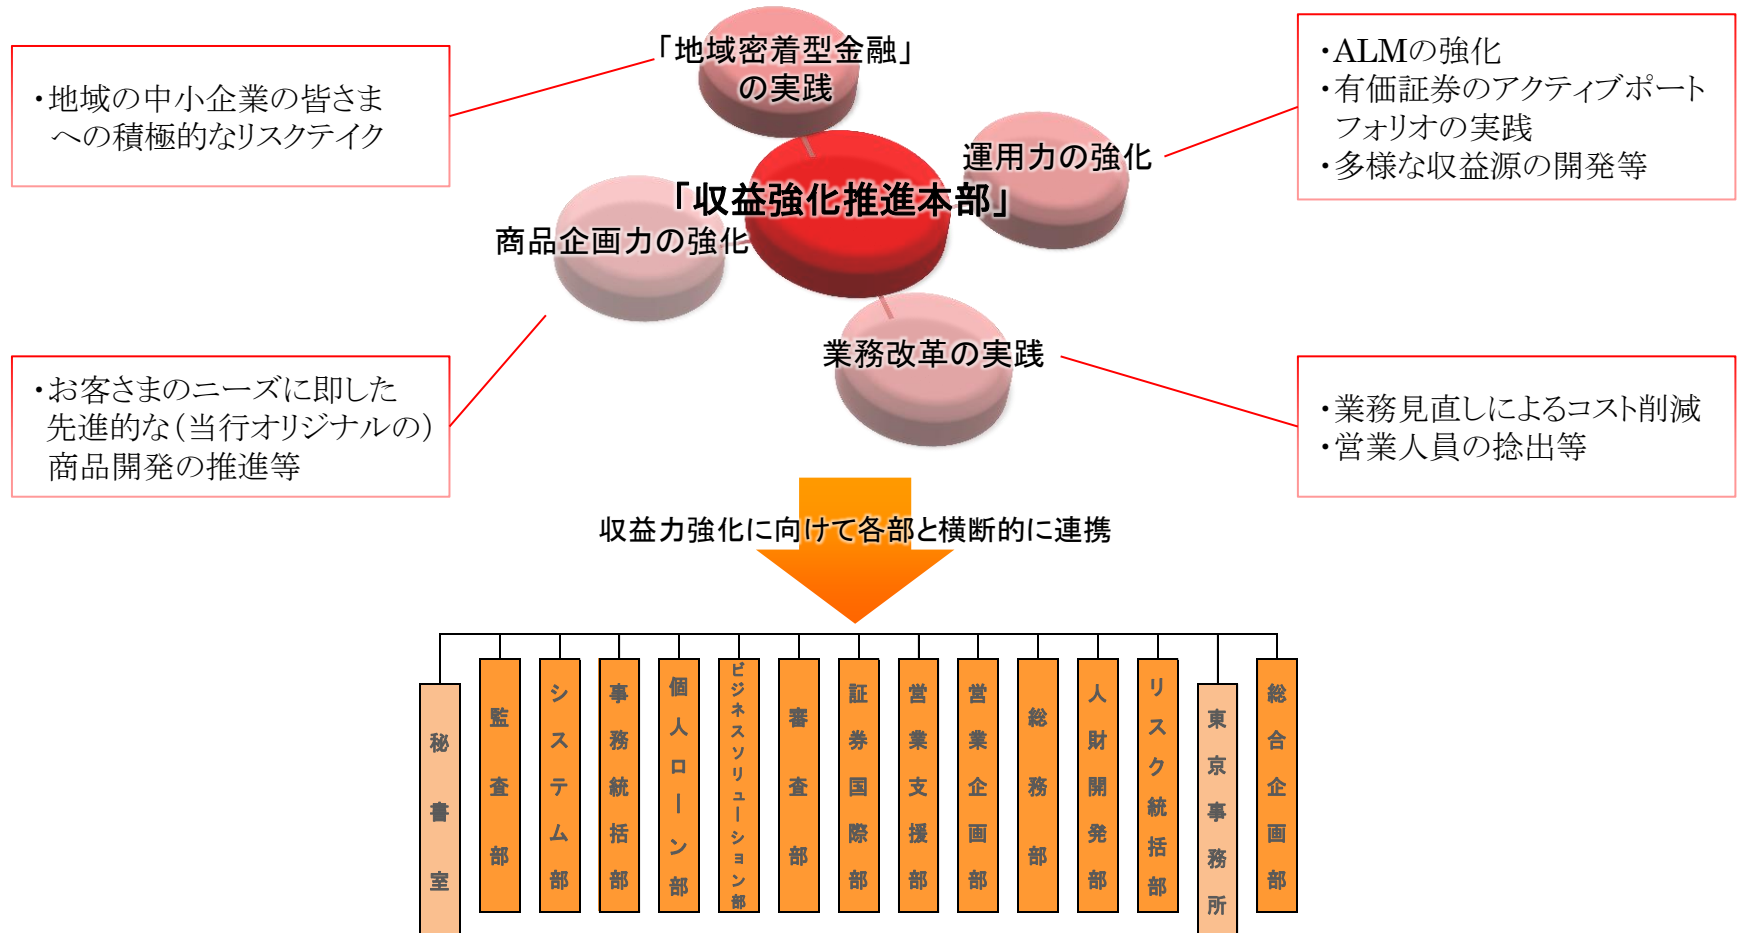 「地域密着型金融」
の実践
・地域の中小企業の皆さま
への積極的なリスクテイク
・ALMの強化
・有価証券のアクティブポート
フォリオの実践
・多様な収益源の開発等
運用力の強化
「収益強化推進本部」
商品企画力の強化
業務改革の実践
・お客さまのニーズに即した
先進的な（当行オリジナルの）
商品開発の推進等
・業務見直しによるコスト削減
・営業人員の捻出等
収益力強化に向けて各部と横断的に連携
秘書室
監査部
システム部
事務統括部
個人ローン部
ビジネスソリューション部
審査部
証券国際部
営業支援部
営業企画部
総務部
人財開発部
リスク統括部
東京事務所
総合企画部